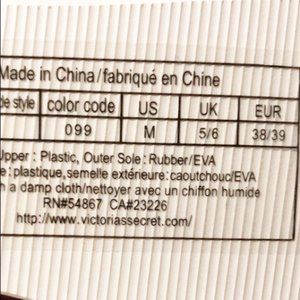 Made in China/fabriqué en Chine
de style color code US UK EUR
099 M 5/6 38/39
Upper : Plastic, Outer Sole : Rubber/EVA
e : plastique, semelle extérieure : caoutchouc/EVA
h a damp cloth/nettoyer avec un chiffon humide
RN#54867 CA#23226
http://www.victoriassecret.com/